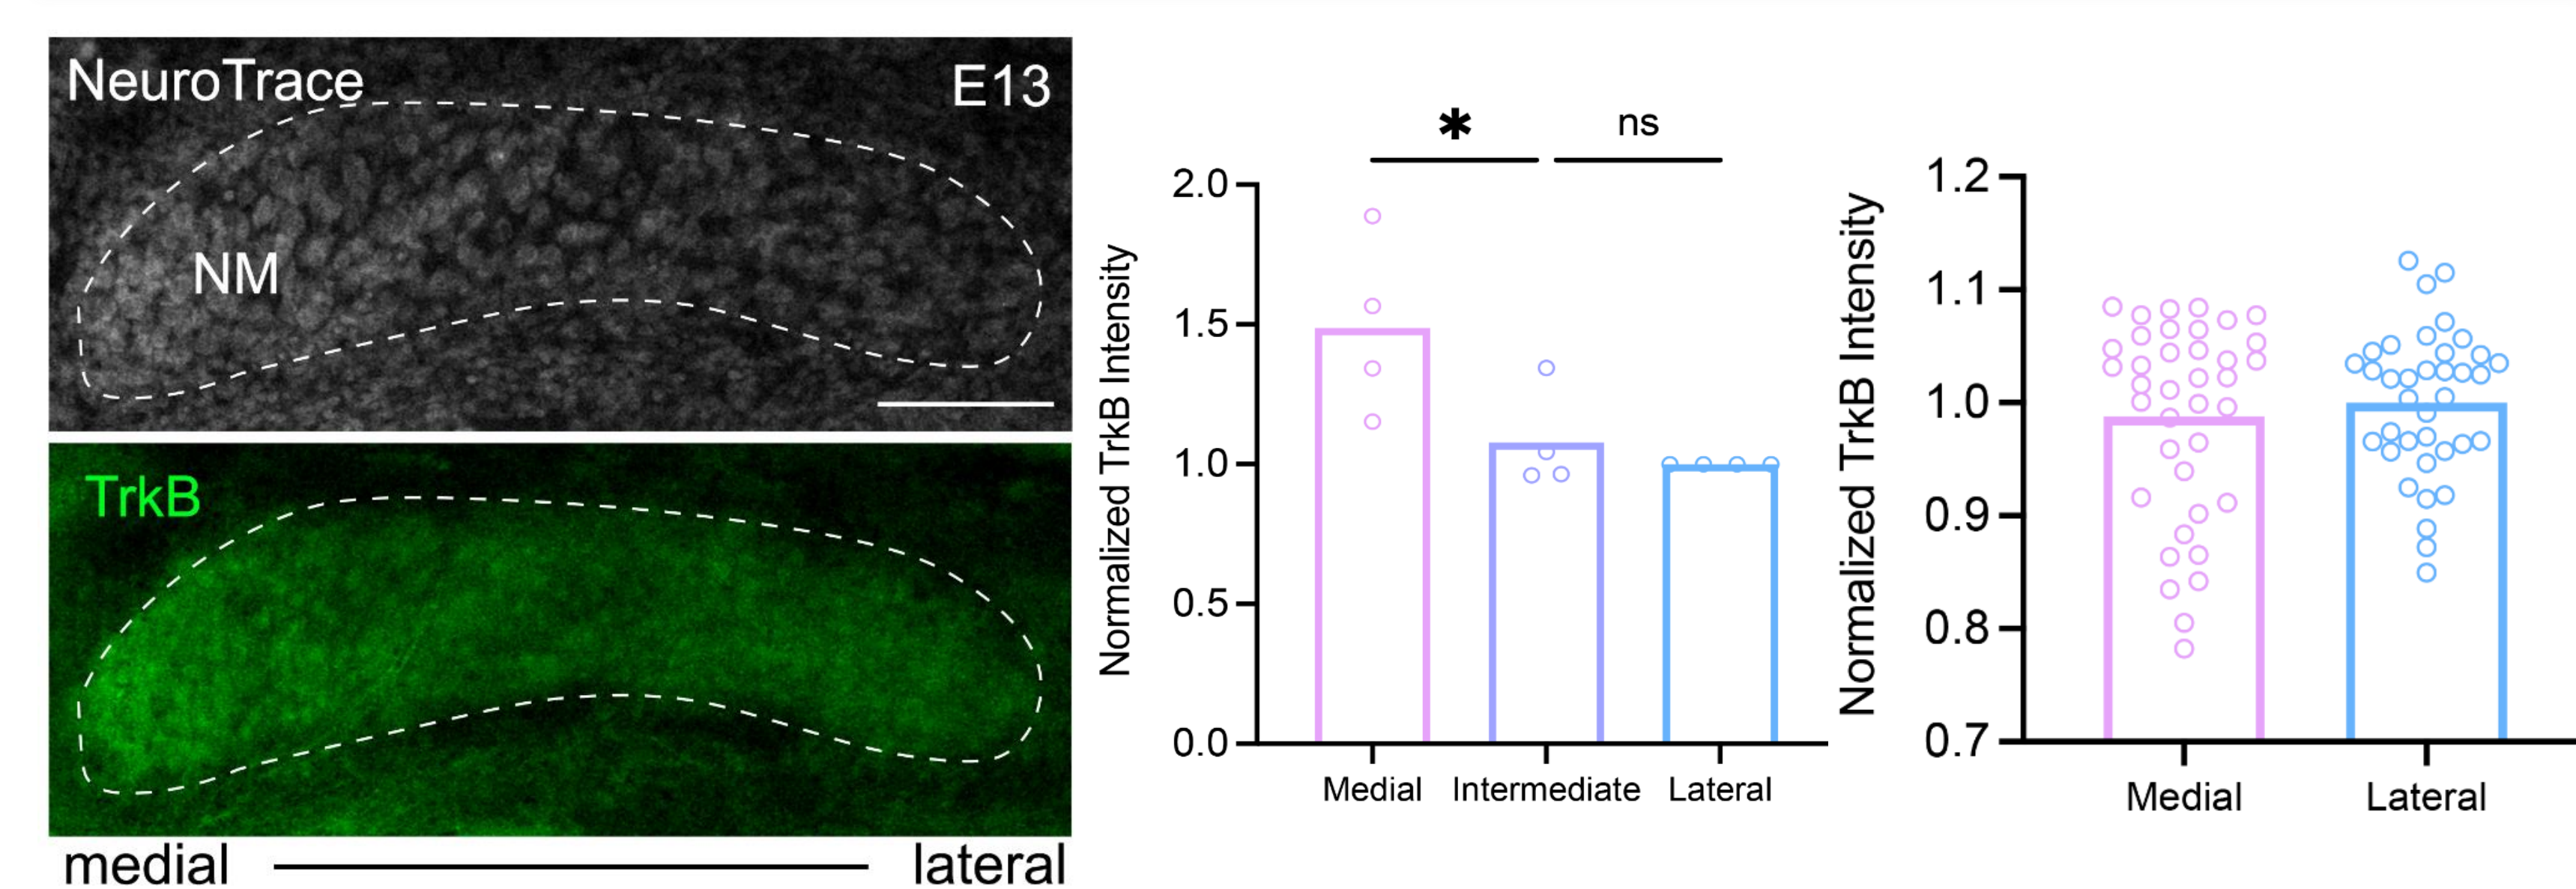 NeuroTrace
E13
NM
TrkB
medial
lateral
✱
ns
Normalized TrkB Intensity
2.0
1.5
1.0
0.5
0.0
Medial
Intermediate
Lateral
Normalized TrkB Intensity
1.2
1.1
1.0
0.9
0.8
0.7
Medial
Lateral